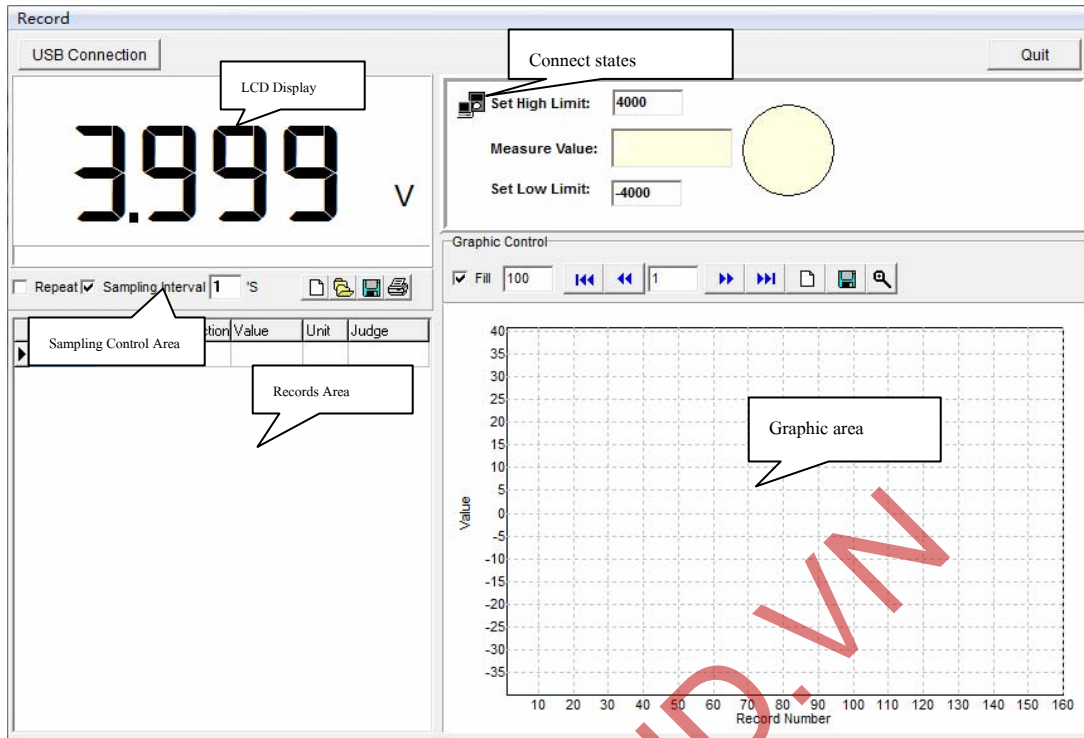 Record
USB Connection
Quit
LCD Display
3.999
V
Connect states
Set High Limit: 4000
Measure Value:
Set Low Limit: -4000
Repeat Sampling Interval 1 'S
Sampling Control Area
ction Value Unit Judge
Records Area
Graphic Control
Fill 100 1
Graphic area
Value
40
35
30
25
20
15
10
5
0
-5
-10
-15
-20
-25
-30
-35
10 20 30 40 50 60 70 80 90 100 110 120 130 140 150 160
Record Number
.VN